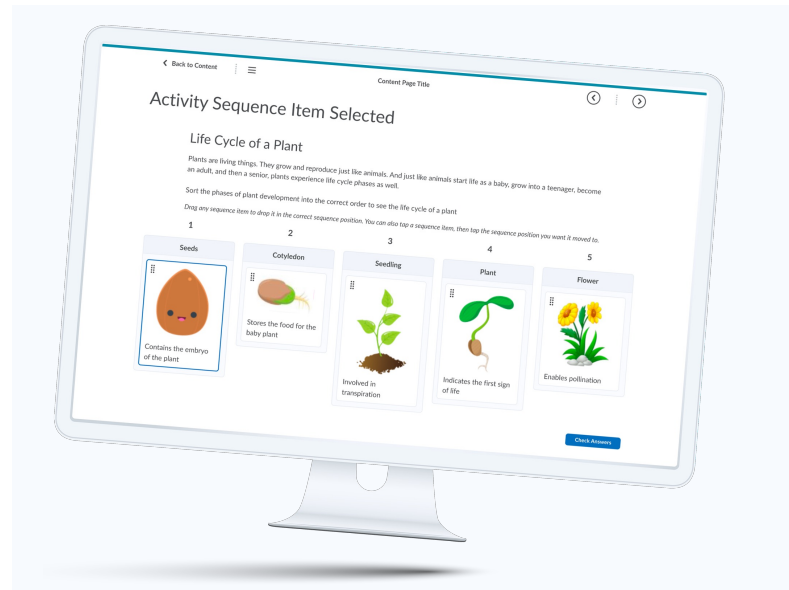 Back to Content
Content Page Title
Activity Sequence Item Selected
Life Cycle of a Plant
Plants are living things. They grow and reproduce just like animals. And just like animals start life as a baby, grow into a teenager, become
an adult, and then a senior, plants experience life cycle phases as well.
Sort the phases of plant development into the correct order to see the life cycle of a plant
Drag any sequence item to drop it in the correct sequence position. You can also tap a sequence item, then tap the sequence position you want it moved to.
1
Seeds
Contains the embryo
of the plant
2
Cotyledon
Stores the food for the
baby plant
3
Seedling
Involved in
transpiration
4
Plant
Indicates the first sign
of life
5
Flower
Enables pollination
Check Answers